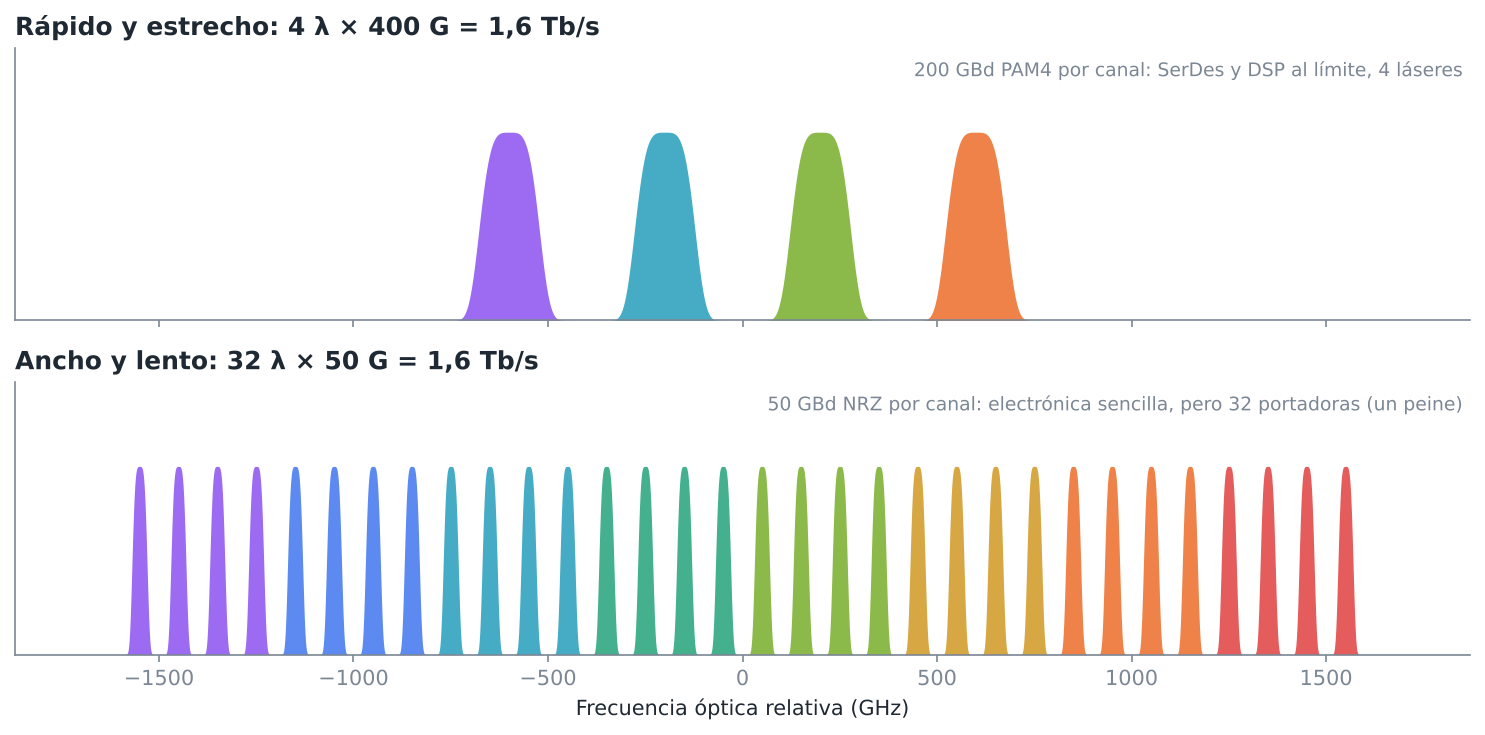 Rápido y estrecho: 4 λ × 400 G = 1,6 Tb/s
200 GBd PAM4 por canal: SerDes y DSP al límite, 4 láseres
Ancho y lento: 32 λ × 50 G = 1,6 Tb/s
50 GBd NRZ por canal: electrónica sencilla, pero 32 portadoras (un peine)
−1500 −1000 −500 0 500 1000 1500
Frecuencia óptica relativa (GHz)